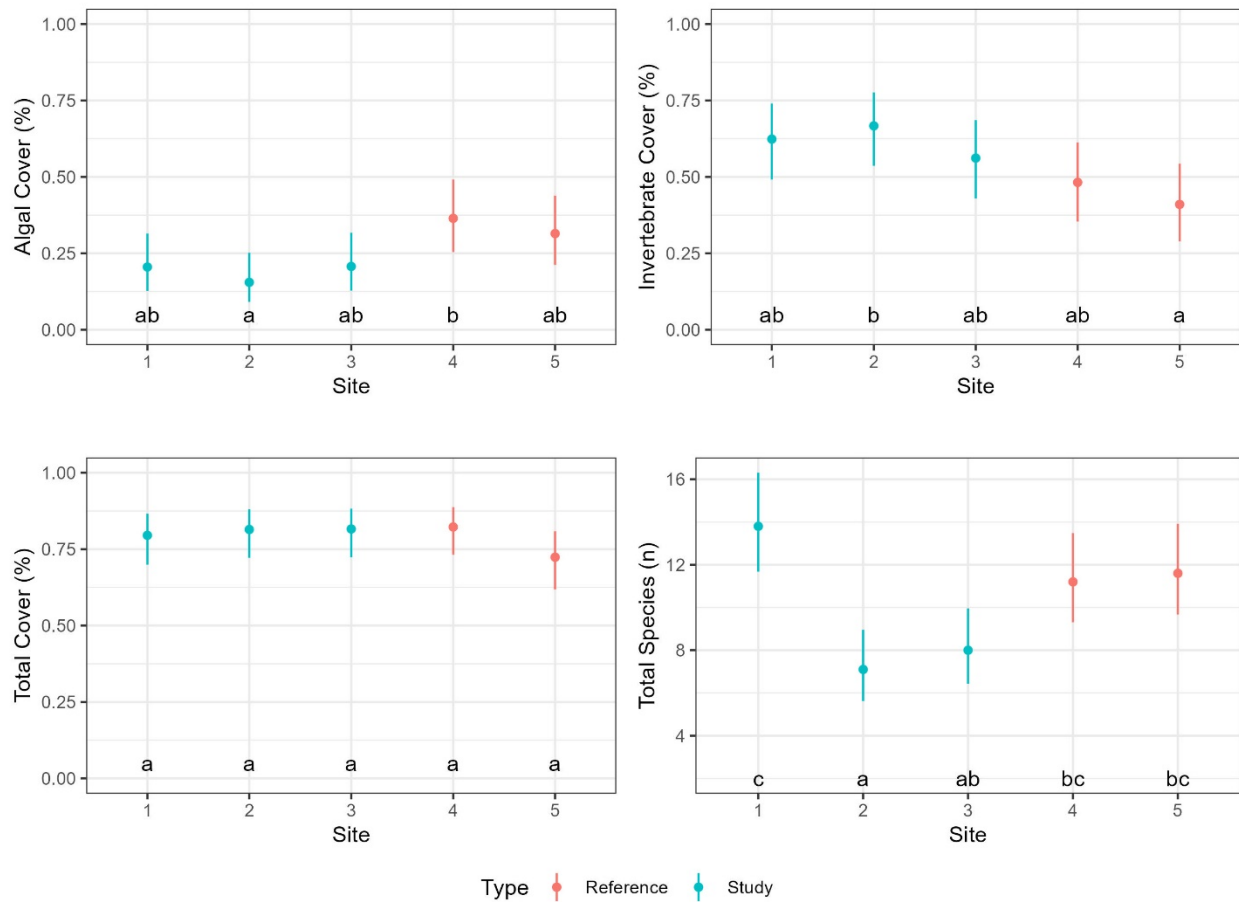 1.00
0.75
0.50
0.25
0.00
Algal Cover (%)
ab a ab b ab
1 2 3 4 5
Site
1.00
0.75
0.50
0.25
0.00
Invertebrate Cover (%)
ab b ab ab a
1 2 3 4 5
Site
1.00
0.75
0.50
0.25
0.00
Total Cover (%)
a a a a a
1 2 3 4 5
Site
16
12
8
4
Total Species (n)
c a ab bc bc
1 2 3 4 5
Site
Type Reference Study